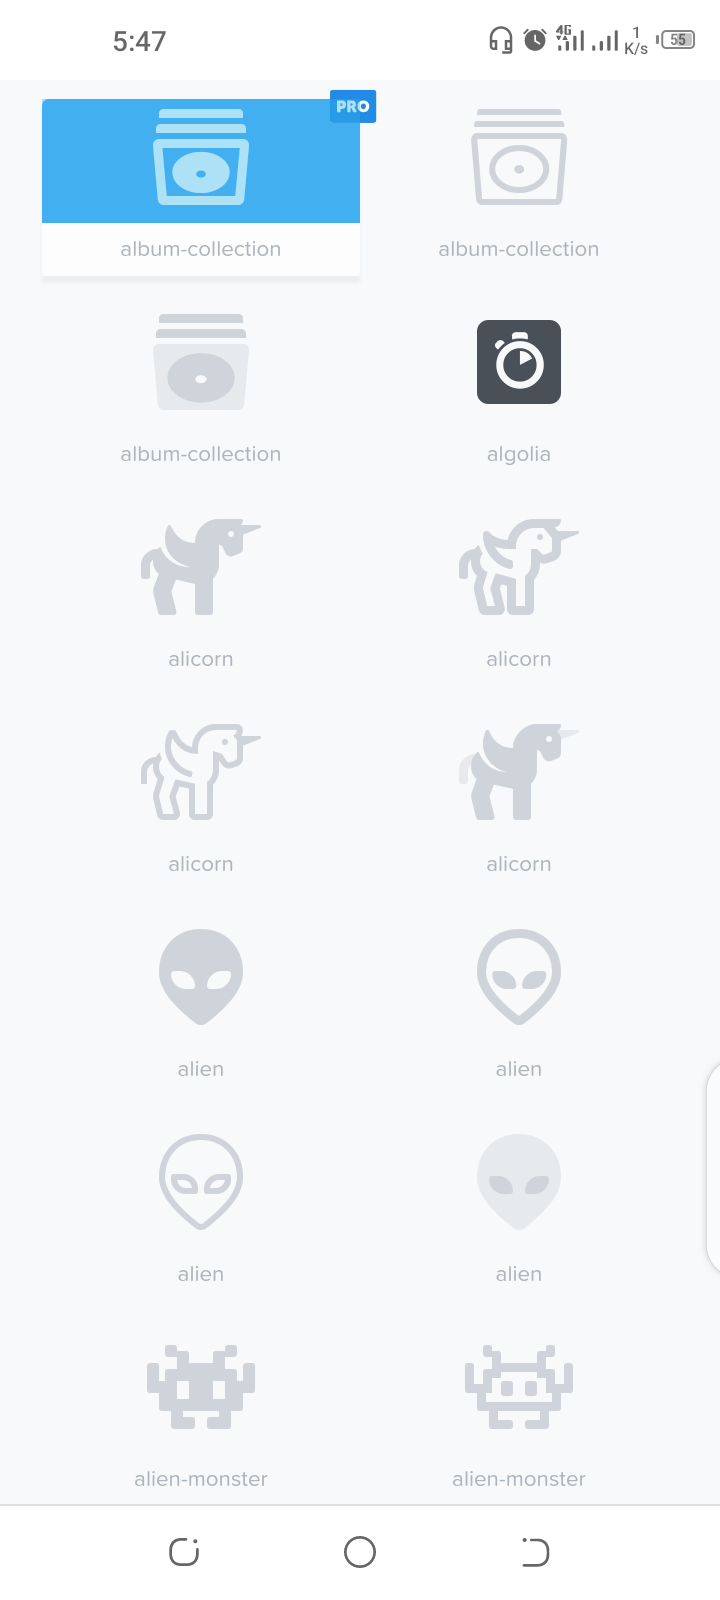 5:47
4G
1
K/s
55
PRO
album-collection
album-collection
album-collection
algolia
alicorn
alicorn
alicorn
alicorn
alien
alien
alien
alien
alien-monster
alien-monster